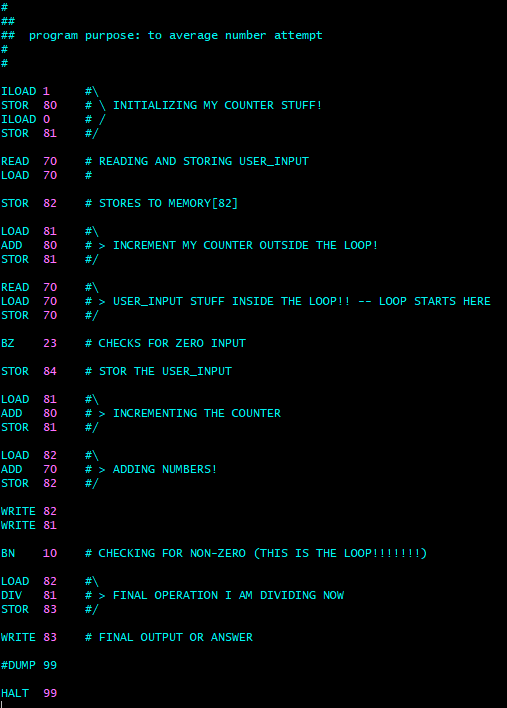 #
##
##  program purpose: to average number attempt
#
#
ILOAD 1     #\
STOR  80    # \ INITIALIZING MY COUNTER STUFF!
ILOAD 0     # /
STOR  81    #/
READ  70    # READING AND STORING USER_INPUT
LOAD  70    #
STOR  82    # STORES TO MEMORY[82]
LOAD  81    #\
ADD   80    # > INCREMENT MY COUNTER OUTSIDE THE LOOP!
STOR  81    #/
READ  70    #\
LOAD  70    # > USER_INPUT STUFF INSIDE THE LOOP!! -- LOOP STARTS HERE
STOR  70    #/
BZ    23    # CHECKS FOR ZERO INPUT
STOR  84    # STOR THE USER_INPUT
LOAD  81    #\
ADD   80    # > INCREMENTING THE COUNTER
STOR  81    #/
LOAD  82    #\
ADD   70    # > ADDING NUMBERS!
STOR  82    #/
WRITE 82
WRITE 81
BN    10    # CHECKING FOR NON-ZERO (THIS IS THE LOOP!!!!!!!)
LOAD  82    #\
DIV   81    # > FINAL OPERATION I AM DIVIDING NOW
STOR  83    #/
WRITE 83    # FINAL OUTPUT OR ANSWER
#DUMP 99
HALT  99